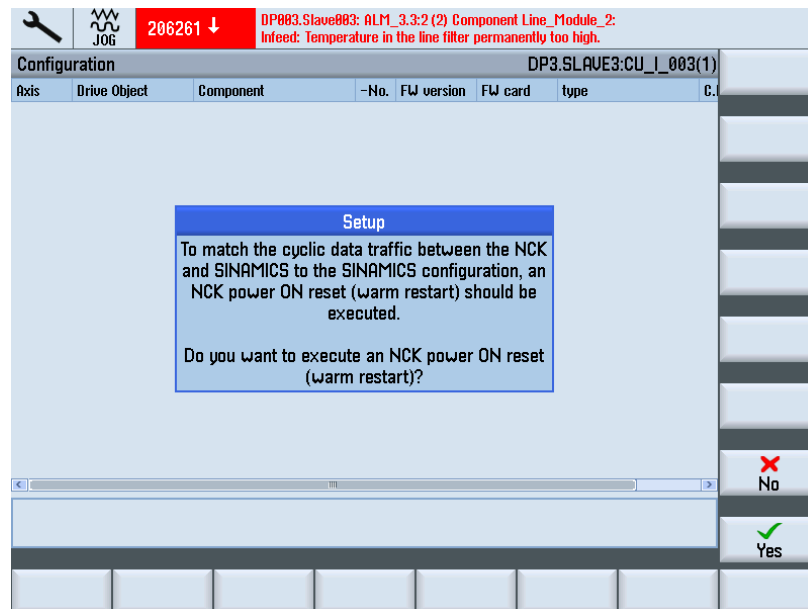 JOG
206261
DP003.Slave003: ALM_3.3:2 (2) Component Line_Module_2:
Infeed: Temperature in the line filter permanently too high.
Configuration
DP3.SLAVE3:CU_I_003(1)
Axis Drive Object Component -No. FW version FW card type C.
Setup
To match the cyclic data traffic between the NCK
and SINAMICS to the SINAMICS configuration, an
NCK power ON reset (warm restart) should be
executed.
Do you want to execute an NCK power ON reset
(warm restart)?
No
Yes